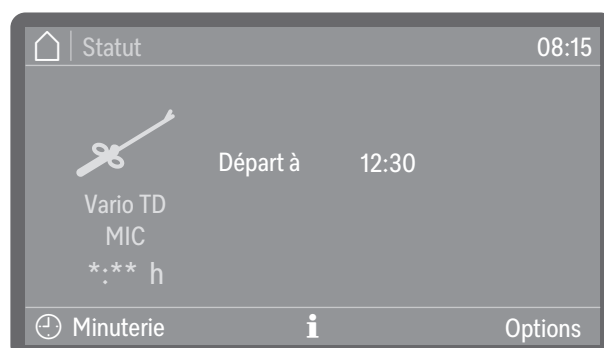 Statut 08:15
Départ à 12:30
Vario TD
MIC
*:** h
Minuterie i Options